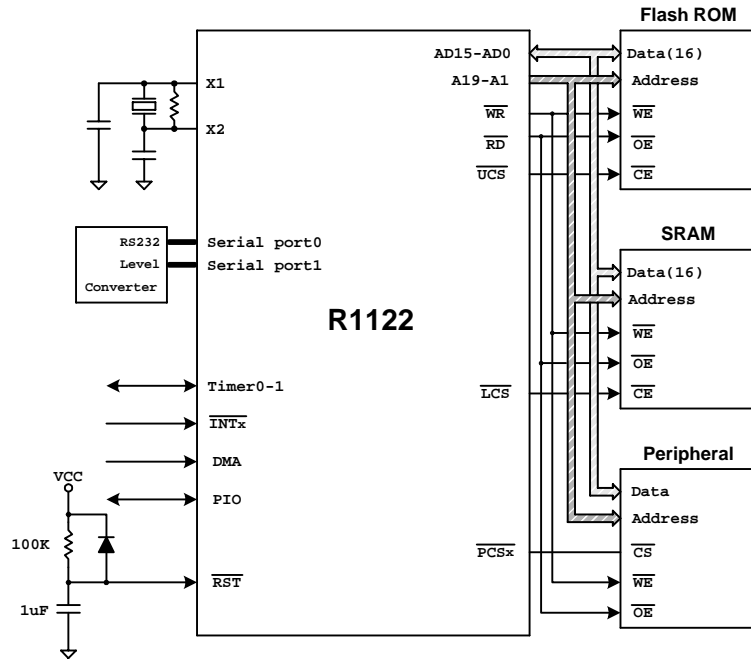 Flash ROM
AD15-AD0
Data(16)
A19-A1
Address
X1
WR
WE
X2
RD
OE
UCS
CE
SRAM
RS232
Level
Converter
Serial port0
Serial port1
Data(16)
Address
R1122
WE
OE
Timer0-1
LCS
CE
INTx
DMA
Peripheral
VCC
PIO
Data
Address
100K
PCSx
CS
RST
WE
1uF
OE